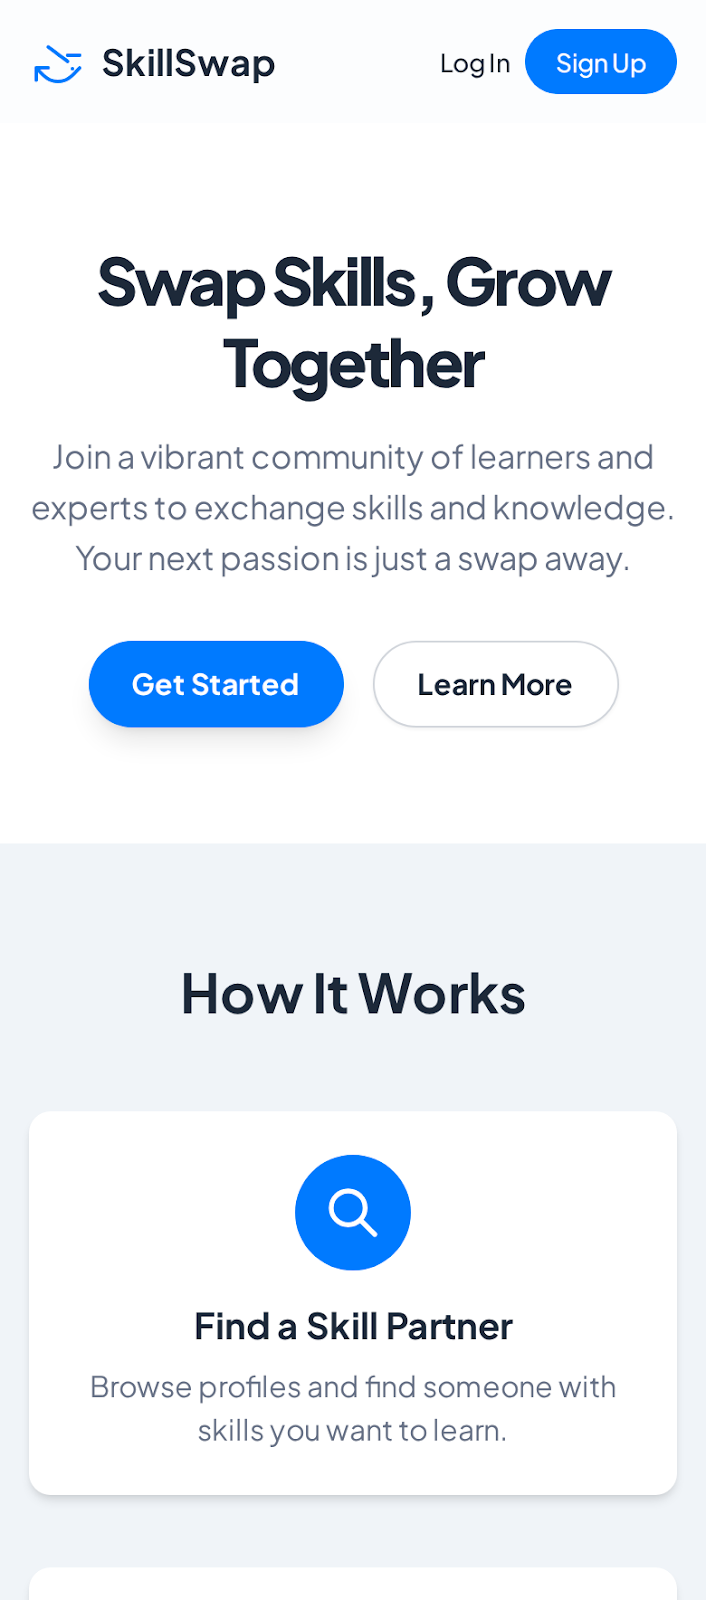 SkillSwap
Log In
Sign Up
Swap Skills, Grow
Together
Join a vibrant community of learners and
experts to exchange skills and knowledge.
Your next passion is just a swap away.
Get Started
Learn More
How It Works
Find a Skill Partner
Browse profiles and find someone with
skills you want to learn.